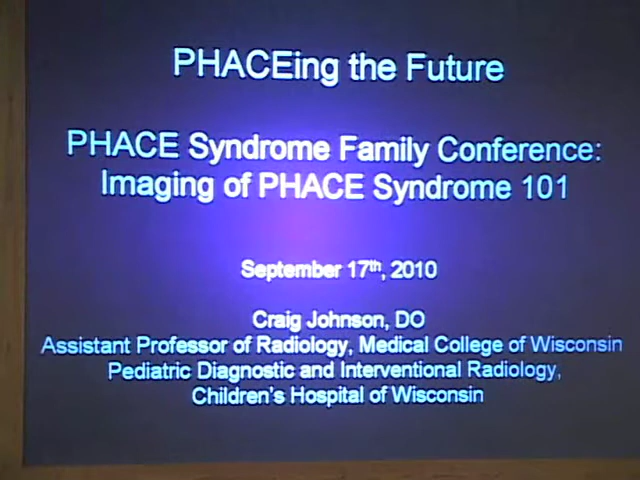 PHACEing the Future
PHACE Syndrome Family Conference:
Imaging of PHACE Syndrome 101
September 17th, 2010
Craig Johnson, DO
Assistant Professor of Radiology, Medical College of Wisconsin
Pediatric Diagnostic and Interventional Radiology,
Children's Hospital of Wisconsin